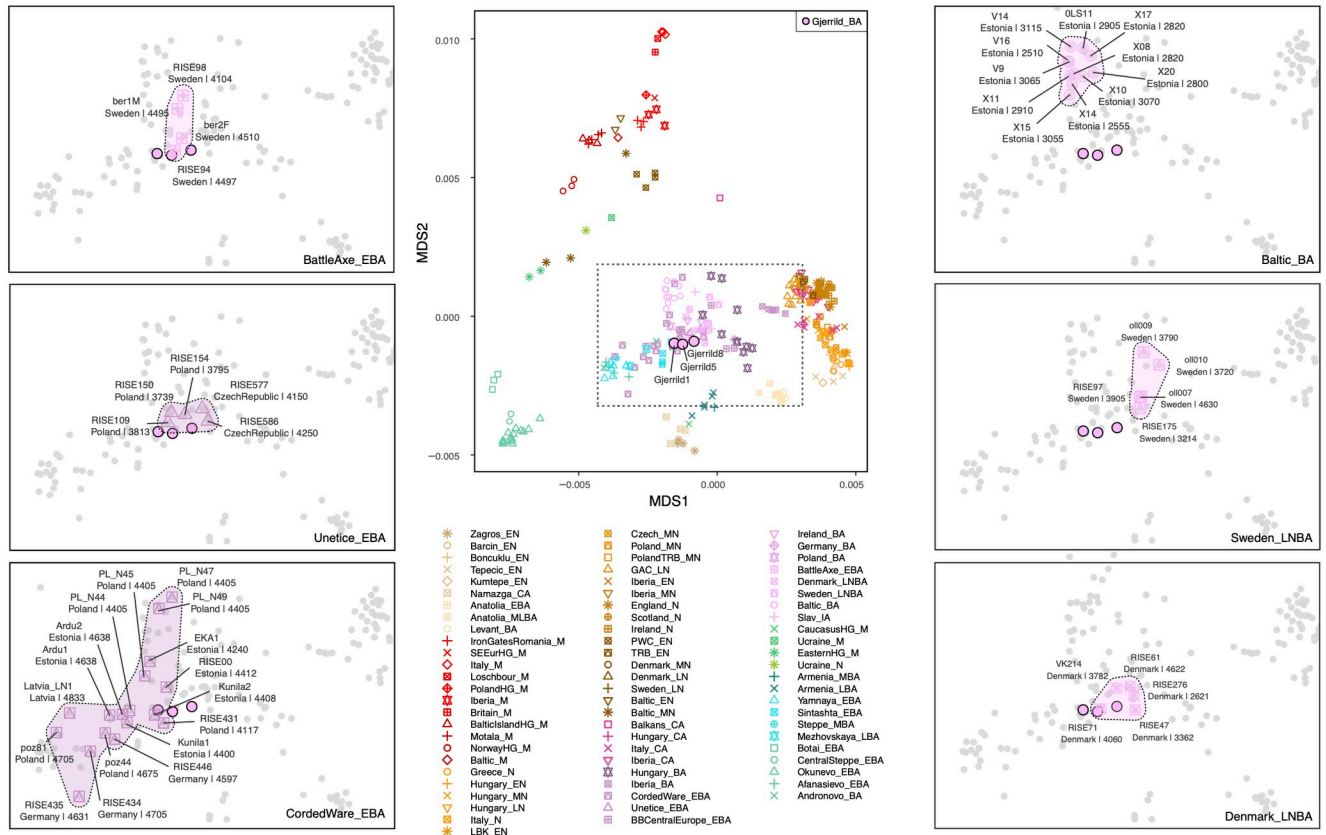 RISE98
Sweden | 4104
ber1M
Sweden | 4495
ber2F
Sweden | 4510
RISE94
Sweden | 4497
BattleAxe_EBA
RISE154
Poland | 3795
RISE150
Poland | 3739
RISE577
CzechRepublic | 4150
RISE109
Poland | 3813
RISE586
CzechRepublic | 4250
Unetice_EBA
PL_N45
Poland | 4405
PL_N47
Poland | 4405
PL_N44
Poland | 4405
PL_N49
Poland | 4405
Ardu2
Estonia | 4638
Ardu1
Estonia | 4638
EKA1
Estonia | 4240
RISE00
Estonia | 4412
Latvia_LN1
Latvia | 4833
Kunila2
Estonia | 4408
RISE431
Poland | 4117
poz81
Poland | 4705
poz44
Poland | 4675
Kunila1
Estonia | 4400
RISE446
Germany | 4597
RISE435
Germany | 4631
RISE434
Germany | 4705
CordedWare_EBA
Gjerrild_BA
MDS2
0.010
0.005
0.000
−0.005
Gjerrild8
Gjerrild5
Gjerrild1
−0.005
0.000
0.005
MDS1
Zagros_EN
Barcin_EN
Boncuklu_EN
Tepecic_EN
Kumtepe_EN
Namazga_CA
Anatolia_EBA
Anatolia_MLBA
Levant_BA
IronGatesRomania_M
SEEurHG_M
Italy_M
Loschbour_M
PolandHG_M
Iberia_M
Britain_M
BalticIslandHG_M
Motala_M
NorwayHG_M
Baltic_M
Greece_N
Hungary_EN
Hungary_MN
Hungary_LN
Italy_N
LBK_EN
Czech_MN
Poland_MN
PolandTRB_MN
GAC_LN
Iberia_EN
Iberia_MN
England_N
Scotland_N
Ireland_N
PWC_EN
TRB_EN
Denmark_MN
Denmark_LN
Sweden_LN
Baltic_EN
Baltic_MN
Balkans_CA
Hungary_CA
Italy_CA
Iberia_CA
Hungary_BA
Iberia_BA
CordedWare_EBA
Unetice_EBA
BBCentralEurope_EBA
Ireland_BA
Germany_BA
Poland_BA
BattleAxe_EBA
Denmark_LNBA
Sweden_LNBA
Baltic_BA
Slav_IA
CaucasusHG_M
Ucraine_M
EasternHG_M
Ucraine_N
Armenia_MBA
Armenia_LBA
Yamnaya_EBA
Sintashta_EBA
Steppe_MBA
Mezhovskaya_LBA
Botai_EBA
CentralSteppe_EBA
Okunevo_EBA
Afanasievo_EBA
Andronovo_BA
V14
Estonia | 3115
0LS11
Estonia | 2905
X17
Estonia | 2820
V16
Estonia | 2510
X08
Estonia | 2820
V9
Estonia | 3065
X20
Estonia | 2800
X11
Estonia | 2910
X10
Estonia | 3070
X15
Estonia | 3055
X14
Estonia | 2555
Baltic_BA
oll009
Sweden | 3790
oll010
Sweden | 3720
RISE97
Sweden | 3905
oll007
Sweden | 4630
RISE175
Sweden | 3214
Sweden_LNBA
VK214
Denmark | 3782
RISE61
Denmark | 4622
RISE276
Denmark | 2621
RISE71
Denmark | 4060
RISE47
Denmark | 3362
Denmark_LNBA